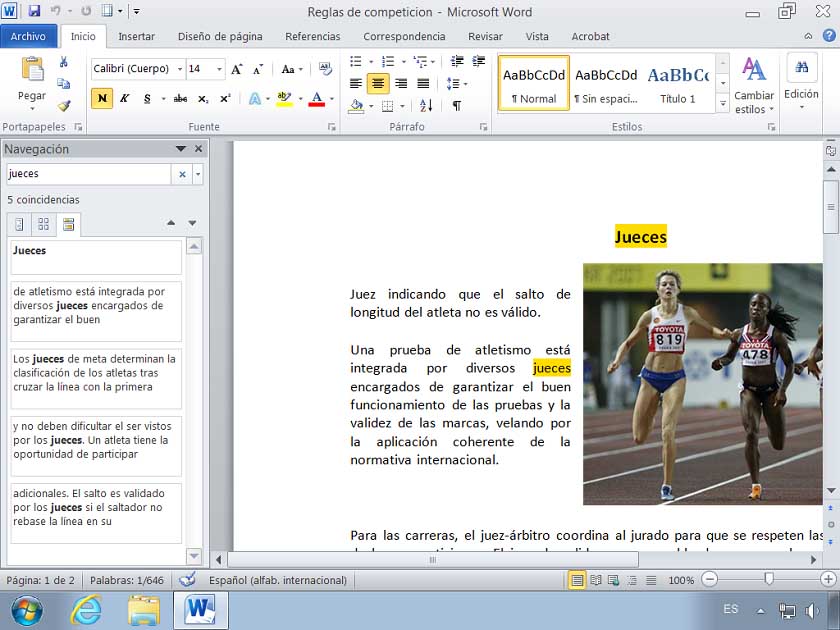 Reglas de competicion - Microsoft Word
Archivo Inicio Insertar Diseño de página Referencias Correspondencia Revisar Vista Acrobat
Calibri (Cuerpo) 14 A A Aa
AaBbCcDd AaBbCcDd AaBbCc
Pegar
N K S abc x₂ x² A ab A
¶ Normal ¶ Sin espaci... Título 1
Cambiar estilos
Edición
Portapapeles Fuente Párrafo Estilos
Navegación
jueces
5 coincidencias
Jueces
de atletismo está integrada por
diversos jueces encargados de
garantizar el buen
Los jueces de meta determinan la
clasificación de los atletas tras
cruzar la línea con la primera
y no deben dificultar el ser vistos
por los jueces. Un atleta tiene la
oportunidad de participar
adicionales. El salto es validado
por los jueces si el saltador no
rebase la línea en su
Jueces
Juez indicando que el salto de
longitud del atleta no es válido.
Una prueba de atletismo está
integrada por diversos jueces
encargados de garantizar el buen
funcionamiento de las pruebas y la
validez de las marcas, velando por
la aplicación coherente de la
normativa internacional.
TOYOTA
819
TOYOTA
478
Para las carreras, el juez-árbitro coordina al jurado para que se respeten las
Página: 1 de 2 Palabras: 1/646 Español (alfab. internacional) 100%
ES